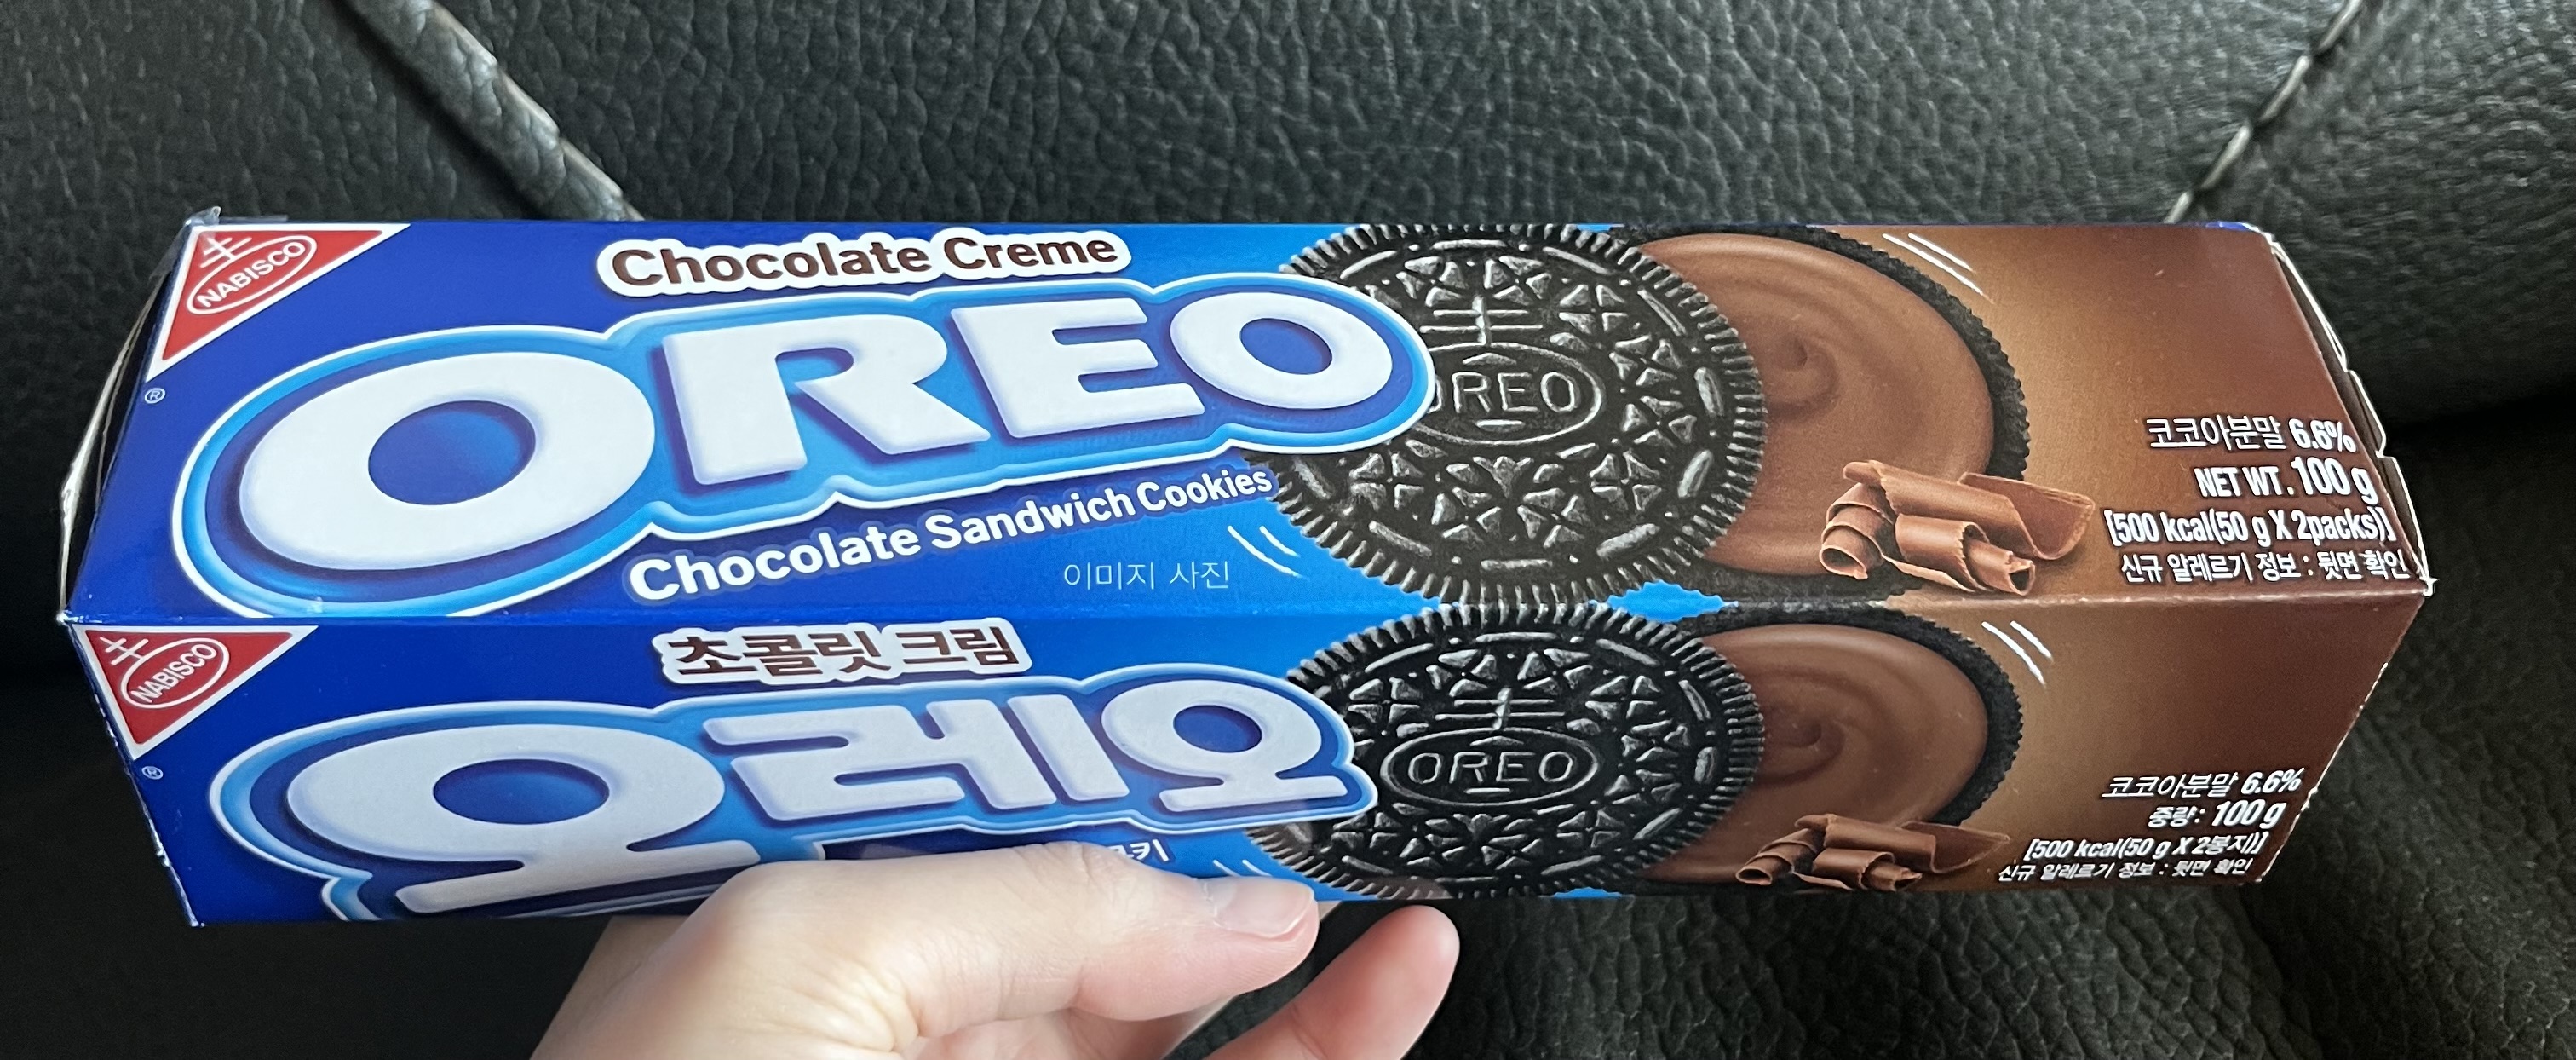 NABISCO
®
Chocolate Creme
OREO
Chocolate Sandwich Cookies
이미지 사진
OREO
코코아분말 6.6%
NET WT. 100 g
[500 kcal(50 g X 2packs)]
신규 알레르기 정보 : 뒷면 확인
NABISCO
®
초콜릿 크림
오레오
OREO
코코아분말 6.6%
중량: 100 g
[500 kcal(50 g X 2봉지)]
신규 알레르기 정보 : 뒷면 확인